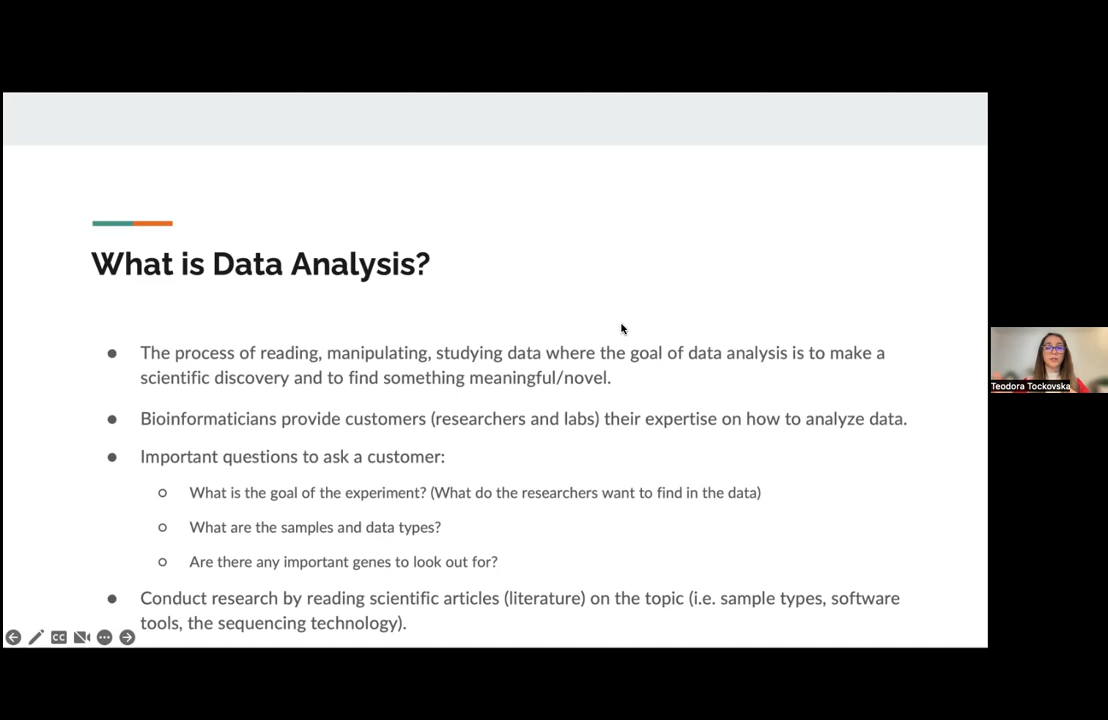 What is Data Analysis?
● The process of reading, manipulating, studying data where the goal of data analysis is to make a
scientific discovery and to find something meaningful/novel.
● Bioinformaticians provide customers (researchers and labs) their expertise on how to analyze data.
● Important questions to ask a customer:
○ What is the goal of the experiment? (What do the researchers want to find in the data)
○ What are the samples and data types?
○ Are there any important genes to look out for?
● Conduct research by reading scientific articles (literature) on the topic (i.e. sample types, software
tools, the sequencing technology).
CC
Teodora Tockovska